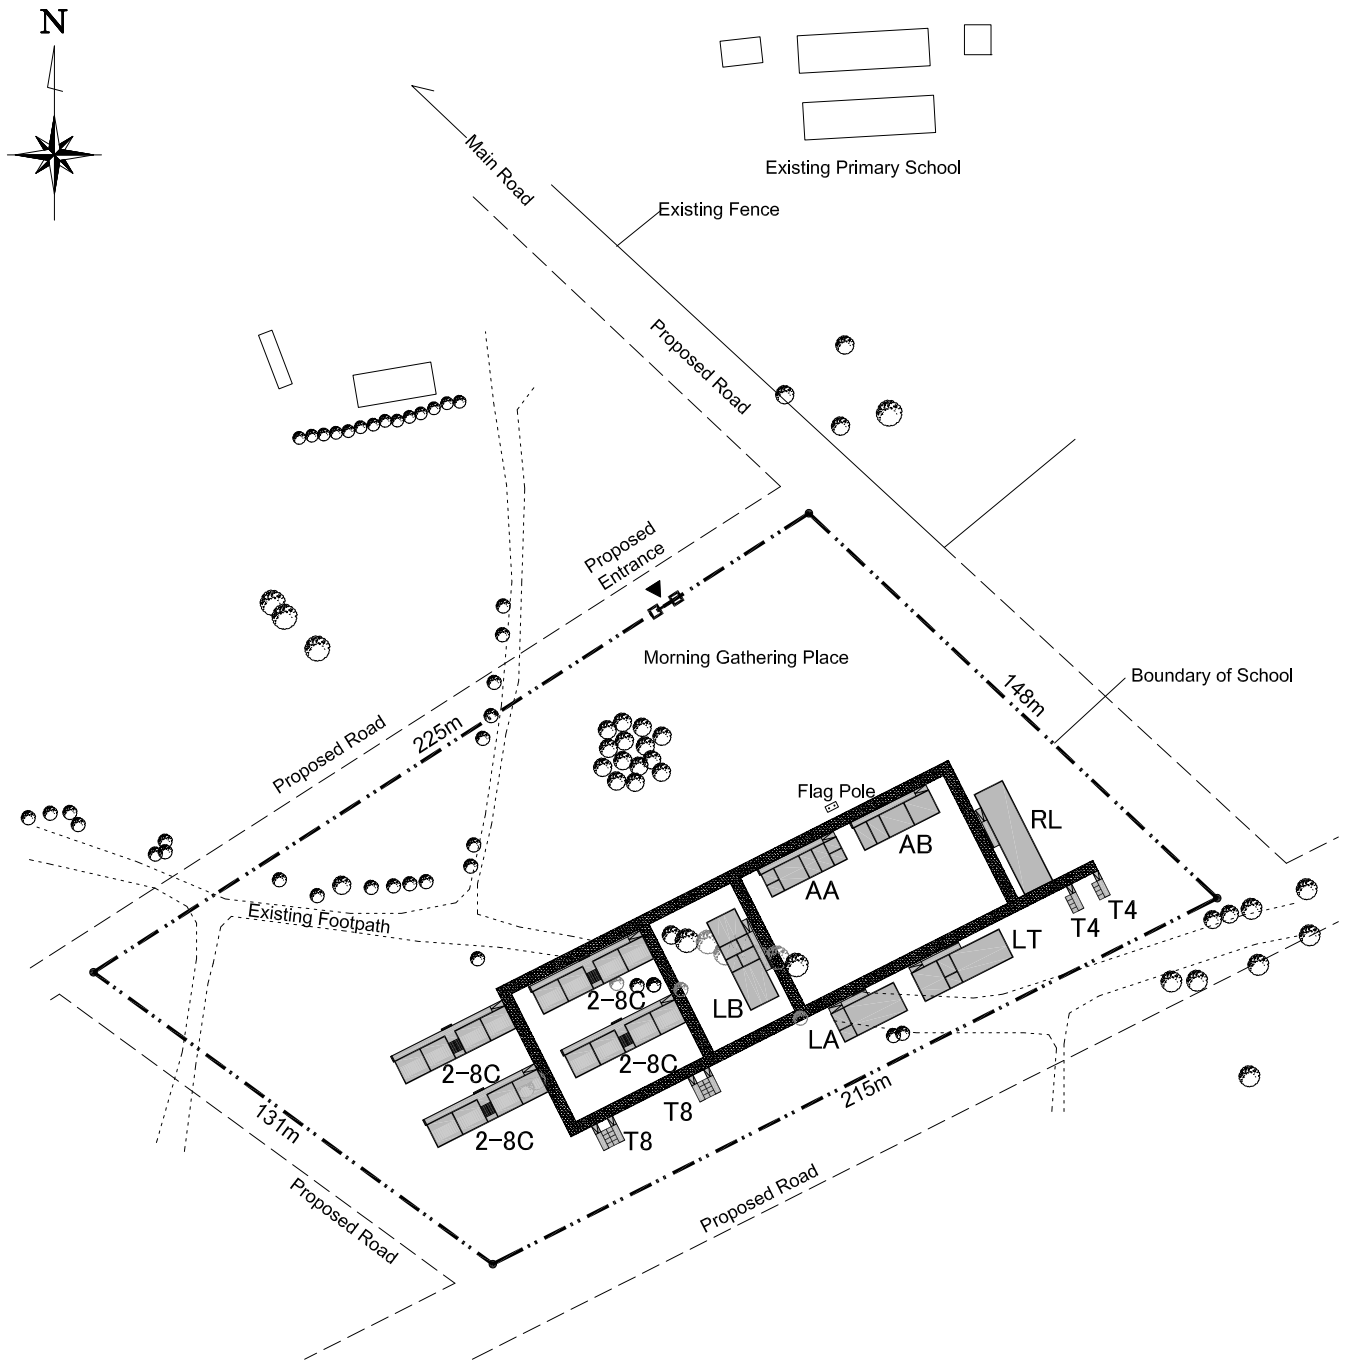 N
Existing Primary School
Main Road
Existing Fence
Proposed Road
Proposed
Entrance
Morning Gathering Place
Boundary of School
148m
225m
Proposed Road
Flag Pole
RL
AB
AA
Existing Footpath
T4
T4
LT
2-8C
LB
LA
2-8C
2-8C
215m
T8
131m
2-8C
T8
Proposed Road
Proposed Road